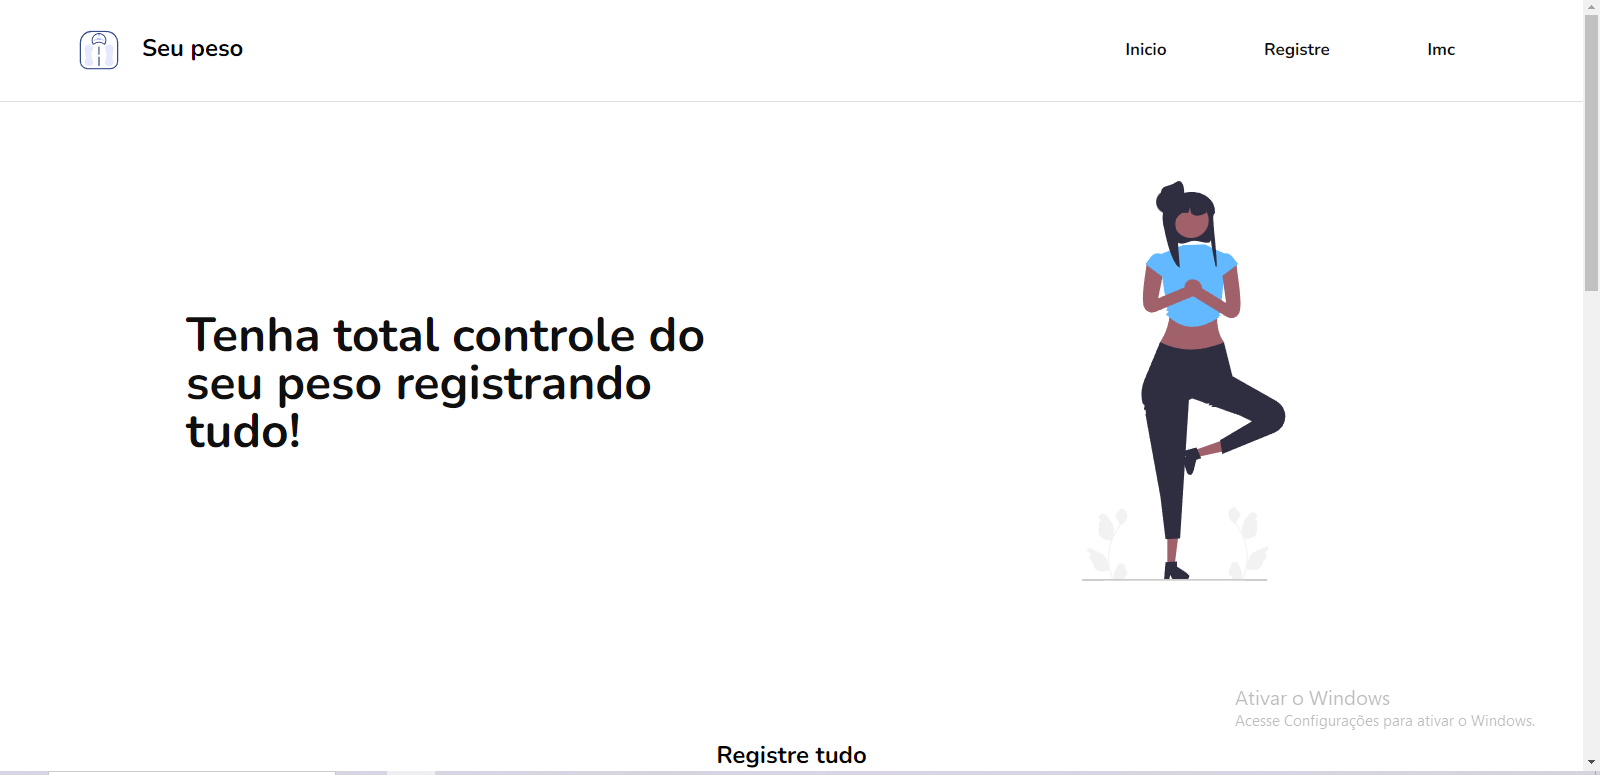 Seu peso
Inicio
Registre
Imc
Tenha total controle do
seu peso registrando
tudo!
Ativar o Windows
Acesse Configurações para ativar o Windows.
Registre tudo